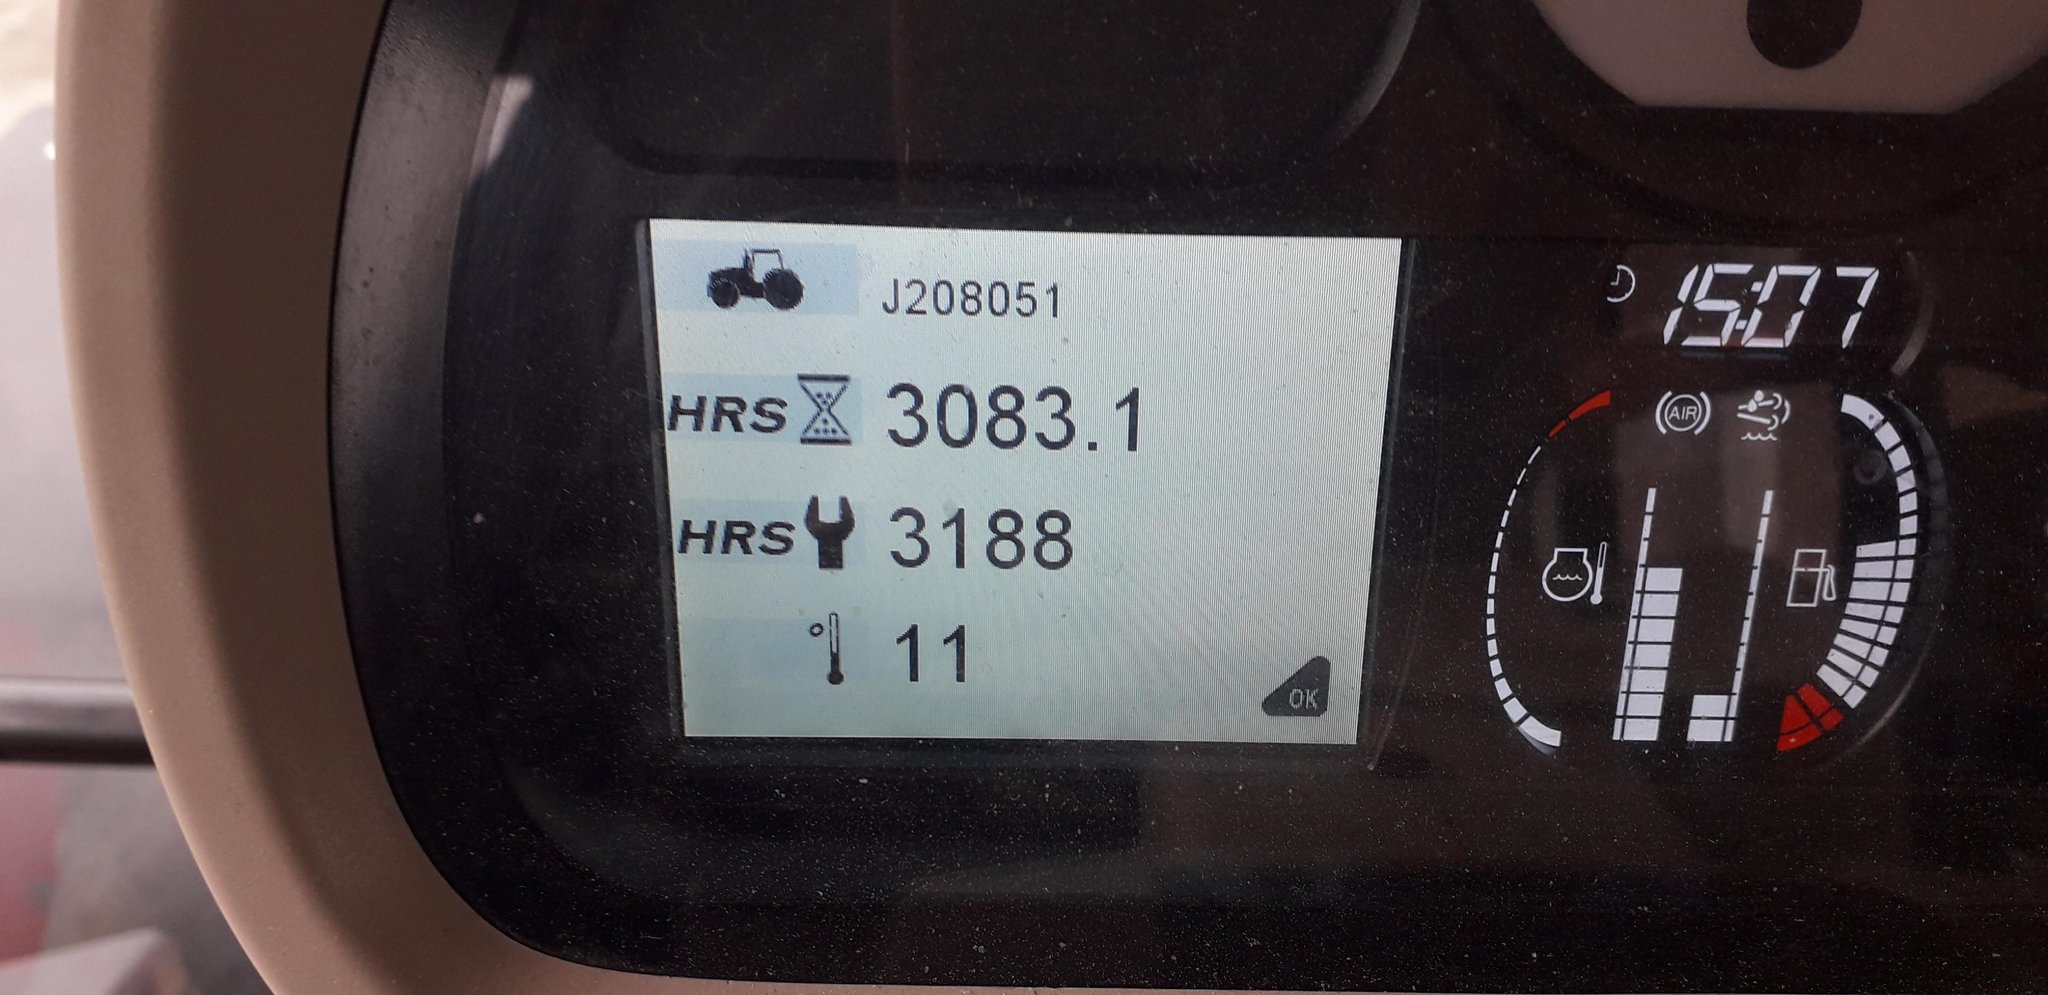 J208051
HRS 3083.1
HRS 3188
° 11
OK
15:07
AIR